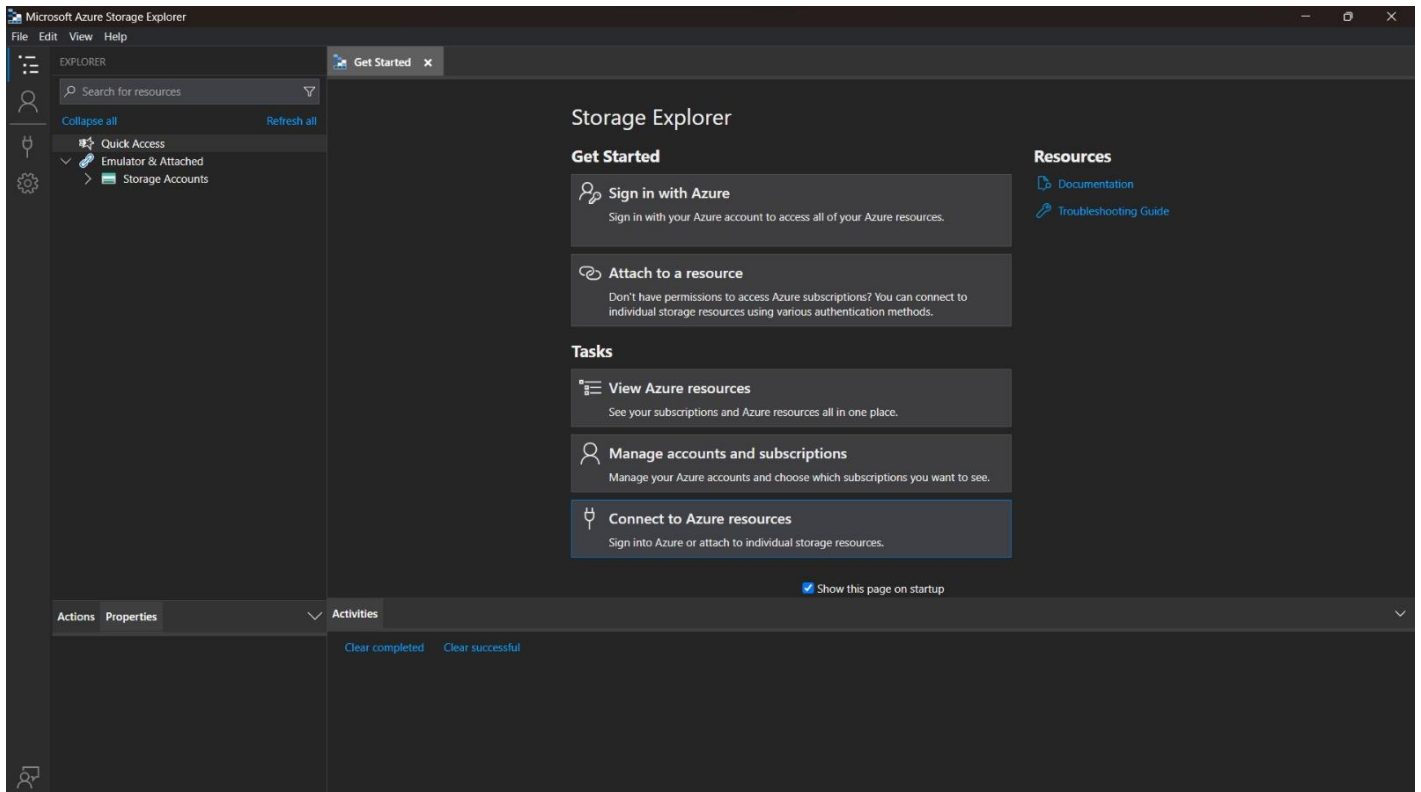 Microsoft Azure Storage Explorer
File Edit View Help
EXPLORER
Search for resources
Collapse all Refresh all
Quick Access
Emulator & Attached
Storage Accounts
Actions Properties
Get Started
Storage Explorer
Get Started
Sign in with Azure
Sign in with your Azure account to access all of your Azure resources.
Attach to a resource
Don't have permissions to access Azure subscriptions? You can connect to
individual storage resources using various authentication methods.
Tasks
View Azure resources
See your subscriptions and Azure resources all in one place.
Manage accounts and subscriptions
Manage your Azure accounts and choose which subscriptions you want to see.
Connect to Azure resources
Sign into Azure or attach to individual storage resources.
Show this page on startup
Resources
Documentation
Troubleshooting Guide
Activities
Clear completed Clear successful